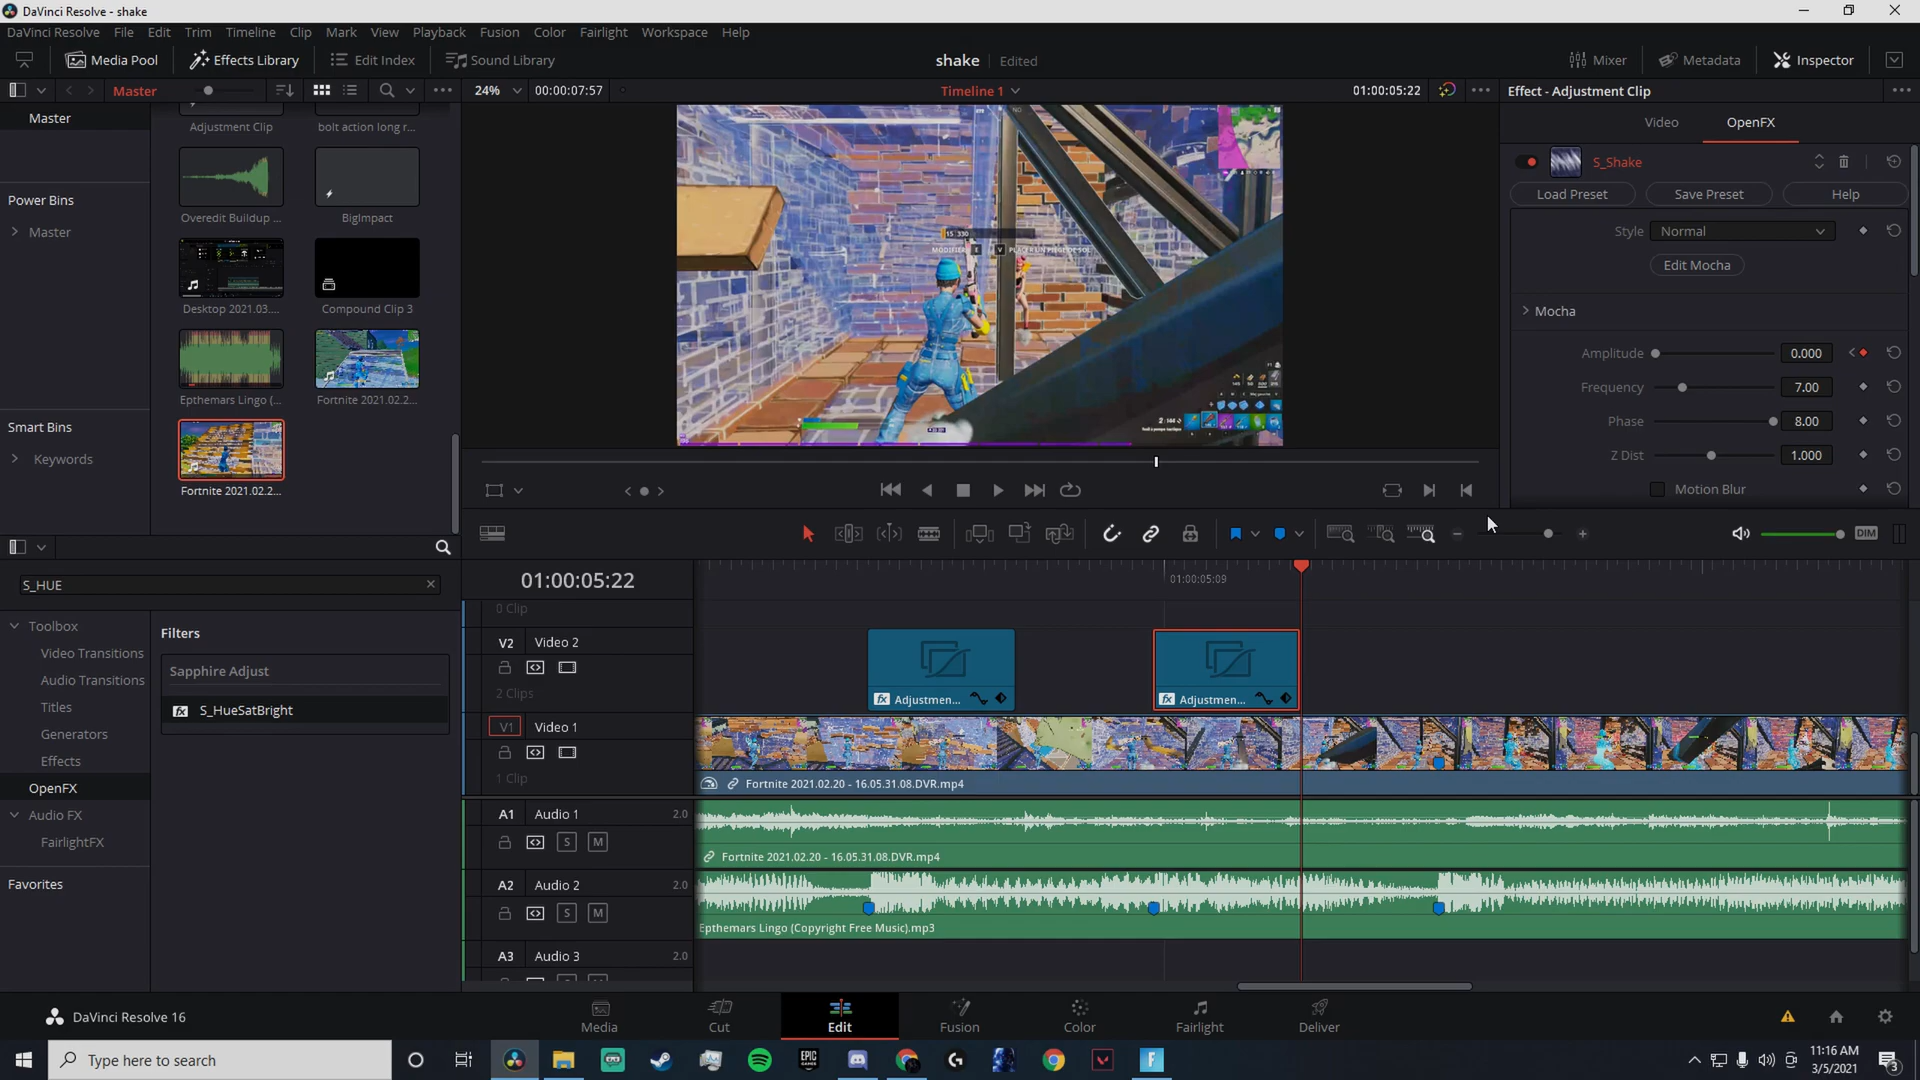 DaVinci Resolve - shake
DaVinci Resolve File Edit Trim Timeline Clip Mark View Playback Fusion Color Fairlight Workspace Help
Media Pool Effects Library Edit Index Sound Library shake Edited Mixer Metadata Inspector
Master 24% 00:00:07:57 Timeline 1 01:00:05:22 Effect - Adjustment Clip
Master
Adjustment Clip bolt action long r...
Video OpenFX
S_Shake
Load Preset Save Preset Help
Power Bins
Master
Overedit Buildup ... BigImpact
Style Normal
Edit Mocha
15 330
MODIFIER E V
Desktop 2021.03.... Compound Clip 3
Mocha
Amplitude 0.000
Frequency 7.00
Epthemars Lingo (... Fortnite 2021.02.2...
Phase 8.00
Smart Bins
Keywords
Z Dist 1.000
Fortnite 2021.02.2...
Motion Blur
DIM
S_HUE
01:00:05:22
01:00:05:09
0 Clip
Toolbox
Video Transitions
Audio Transitions
Titles
Generators
Effects
OpenFX
Audio FX
FairlightFX
Favorites
Filters
Sapphire Adjust
S_HueSatBright
V2 Video 2
2 Clips
fx Adjustmen... fx Adjustmen...
V1 Video 1
1 Clip
Fortnite 2021.02.20 - 16.05.31.08.DVR.mp4
A1 Audio 1 2.0
S M
Fortnite 2021.02.20 - 16.05.31.08.DVR.mp4
A2 Audio 2 2.0
S M
Epthemars Lingo (Copyright Free Music).mp3
A3 Audio 3 2.0
DaVinci Resolve 16
Media Cut Edit Fusion Color Fairlight Deliver
Type here to search
EPIC GAMES
11:16 AM
3/5/2021
3